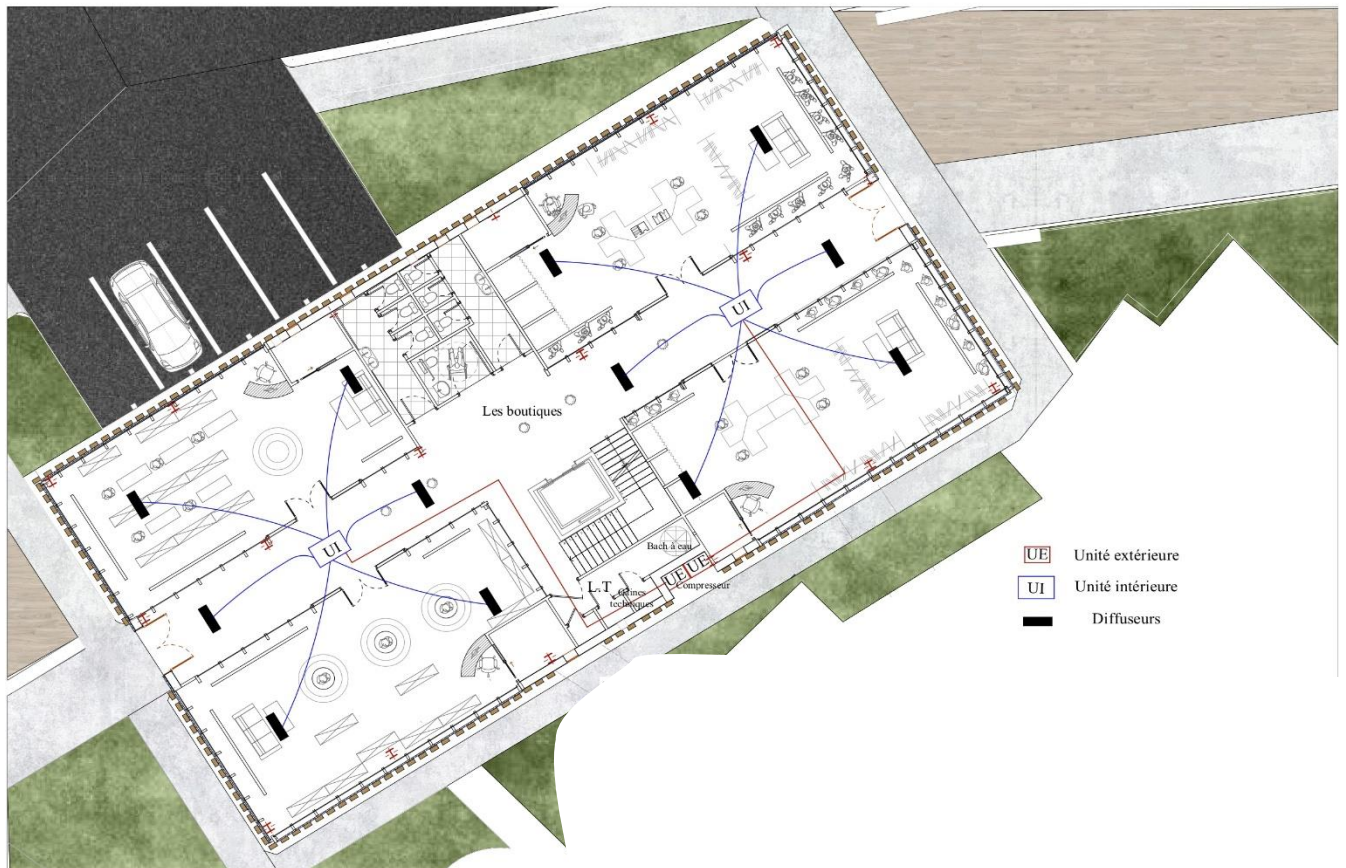 UI
Les boutiques
UI
Bach à eau
UE UE
L.T
Compresseur
Gaines
techniques
UE Unité extérieure
UI Unité intérieure
Diffuseurs